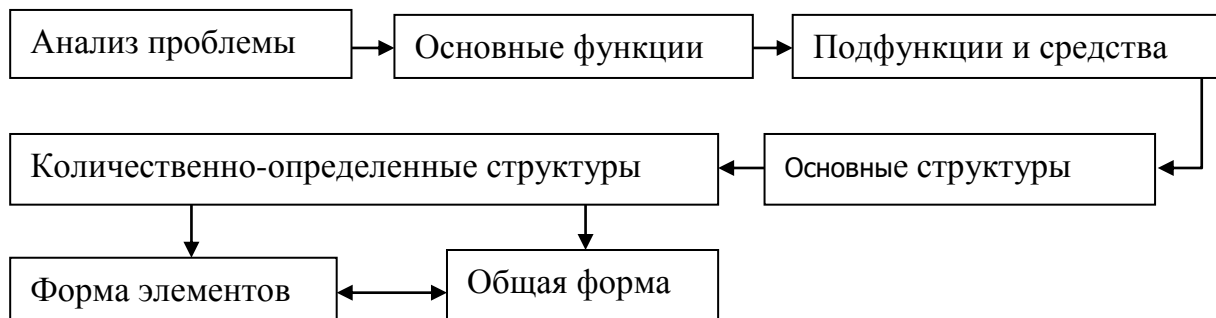 Анализ проблемы
Основные функции
Подфункции и средства
Количественно-определенные структуры
Основные структуры
Форма элементов
Общая форма